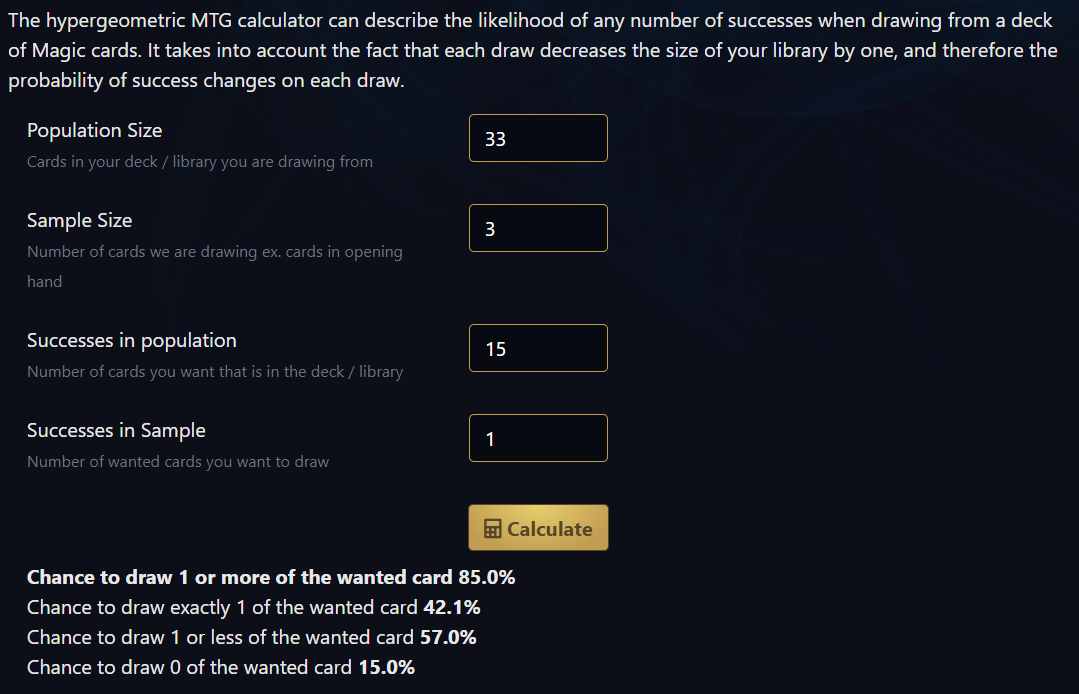 The hypergeometric MTG calculator can describe the likelihood of any number of successes when drawing from a deck
of Magic cards. It takes into account the fact that each draw decreases the size of your library by one, and therefore the
probability of success changes on each draw.
Population Size
33
Cards in your deck / library you are drawing from
Sample Size
3
Number of cards we are drawing ex. cards in opening
hand
Successes in population
15
Number of cards you want that is in the deck / library
Successes in Sample
1
Number of wanted cards you want to draw
Calculate
Chance to draw 1 or more of the wanted card 85.0%
Chance to draw exactly 1 of the wanted card 42.1%
Chance to draw 1 or less of the wanted card 57.0%
Chance to draw 0 of the wanted card 15.0%